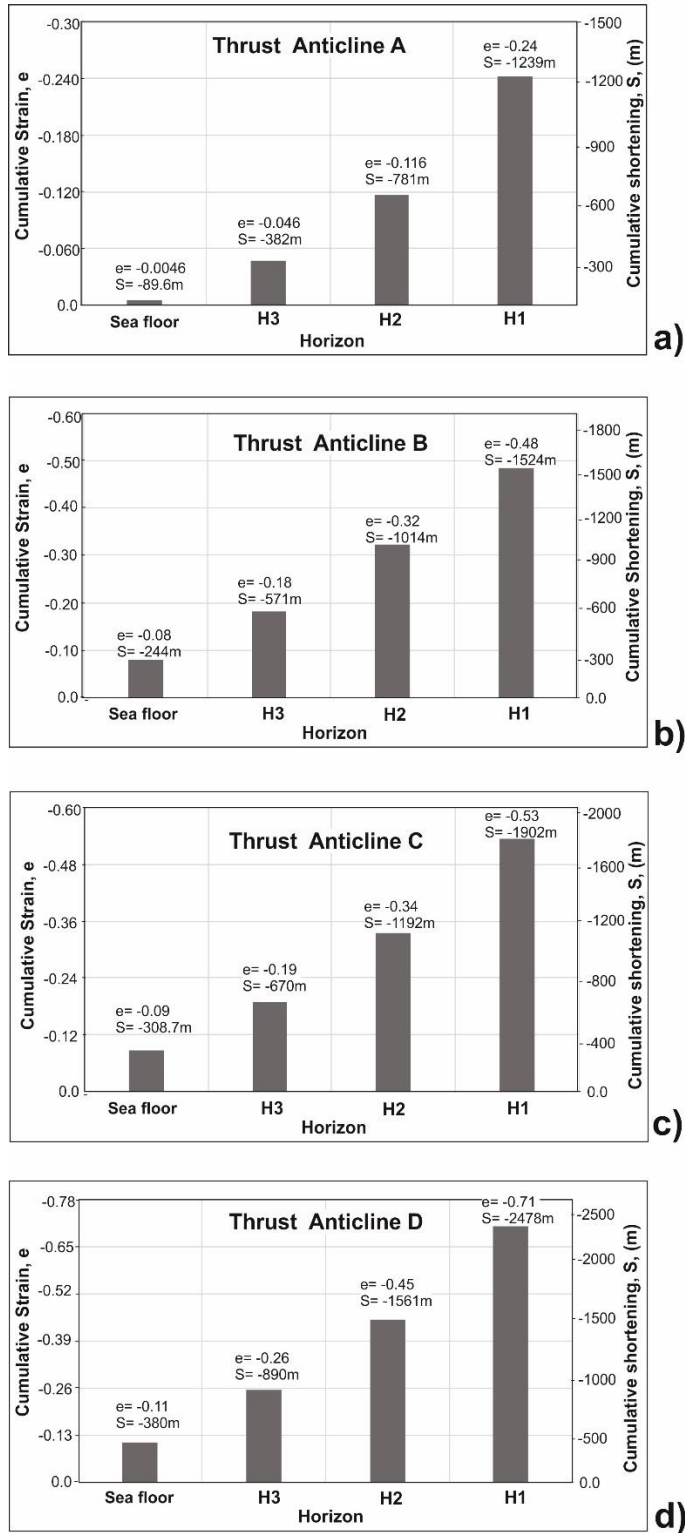 Thrust Anticline A
Cumulative Strain, e
-0.30
-0.240
-0.180
-0.120
-0.060
0.0
e= -0.0046
S= -89.6m
e= -0.046
S= -382m
e= -0.116
S= -781m
e= -0.24
S= -1239m
-1500
-1200
-900
-600
-300
Cumulative shortening, S, (m)
Sea floor H3 H2 H1
Horizon
a)
Thrust Anticline B
Cumulative Strain, e
-0.60
-0.50
-0.40
-0.30
-0.20
-0.10
0.0
e= -0.08
S= -244m
e= -0.18
S= -571m
e= -0.32
S= -1014m
e= -0.48
S= -1524m
-1800
-1500
-1200
-900
-600
-300
0.0
Cumulative Shortening, S, (m)
Sea floor H3 H2 H1
Horizon
b)
Thrust Anticline C
Cumulative Strain, e
-0.60
-0.48
-0.36
-0.24
-0.12
0.0
e= -0.09
S= -308.7m
e= -0.19
S= -670m
e= -0.34
S= -1192m
e= -0.53
S= -1902m
-2000
-1600
-1200
-800
-400
0.0
Cumulative shortening, S, (m)
Sea floor H3 H2 H1
Horizon
c)
Thrust Anticline D
Cumulative Strain, e
-0.78
-0.65
-0.52
-0.39
-0.26
-0.13
0.0
e= -0.11
S= -380m
e= -0.26
S= -890m
e= -0.45
S= -1561m
e= -0.71
S= -2478m
-2500
-2000
-1500
-1000
-500
0.0
Cumulative shortening, S, (m)
Sea floor H3 H2 H1
Horizon
d)